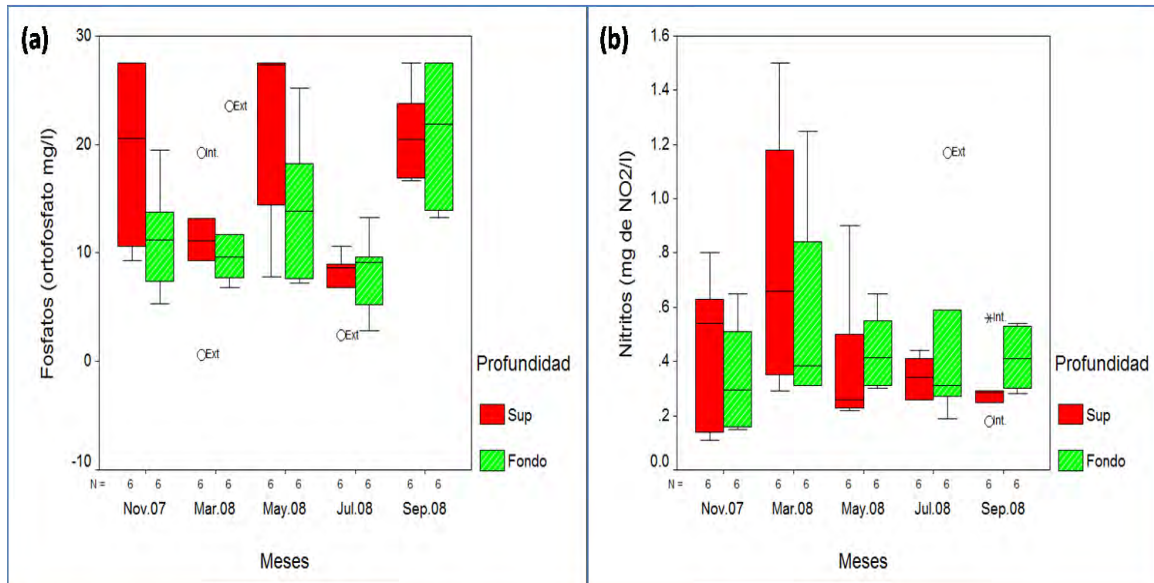 (a)
Fosfatos (ortofosfato mg/l)
30
20
10
0
-10
Int.
Ext
Ext
Ext
N = 6 6 6 6 6 6 6 6 6 6
Nov.07 Mar.08 May.08 Jul.08 Sep.08
Meses
Profundidad
Sup
Fondo
(b)
Nitritos (mg de NO2/l)
1.6
1.4
1.2
1.0
.8
.6
.4
.2
0.0
Ext
Int.
Int.
N = 6 6 6 6 6 6 6 6 6 6
Nov.07 Mar.08 May.08 Jul.08 Sep.08
Meses
Profundidad
Sup
Fondo